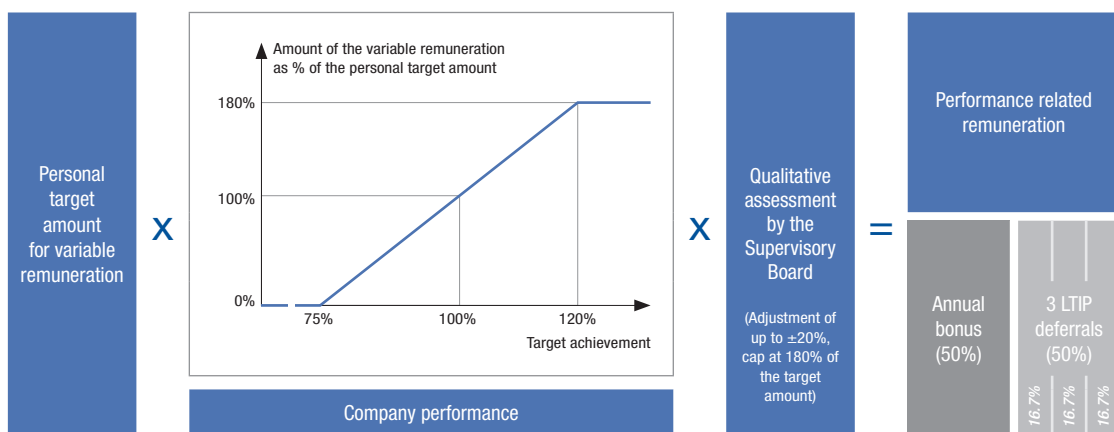 Personal
target
amount
for variable
remuneration
x
Amount of the variable remuneration
as % of the personal target amount
180%
100%
0%
75%
100%
120%
Target achievement
Company performance
x
Qualitative
assessment
by the
Supervisory
Board
(Adjustment of
up to ±20%,
cap at 180% of
the target
amount)
=
Performance related
remuneration
Annual
bonus
(50%)
3 LTIP
deferrals
(50%)
16.7%
16.7%
16.7%